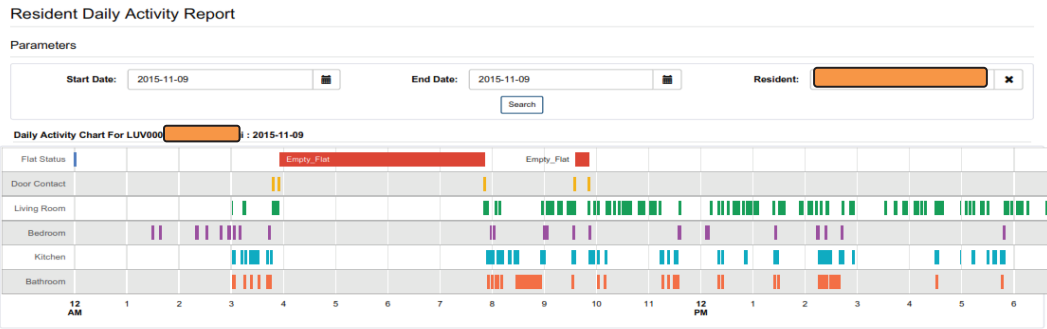 Resident Daily Activity Report
Parameters
Start Date: 2015-11-09 End Date: 2015-11-09 Resident:
Search
Daily Activity Chart For LUV000 i : 2015-11-09
Flat Status Empty_Flat Empty_Flat
Door Contact
Living Room
Bedroom
Kitchen
Bathroom
12 1 2 3 4 5 6 7 8 9 10 11 12 1 2 3 4 5 6
AM PM